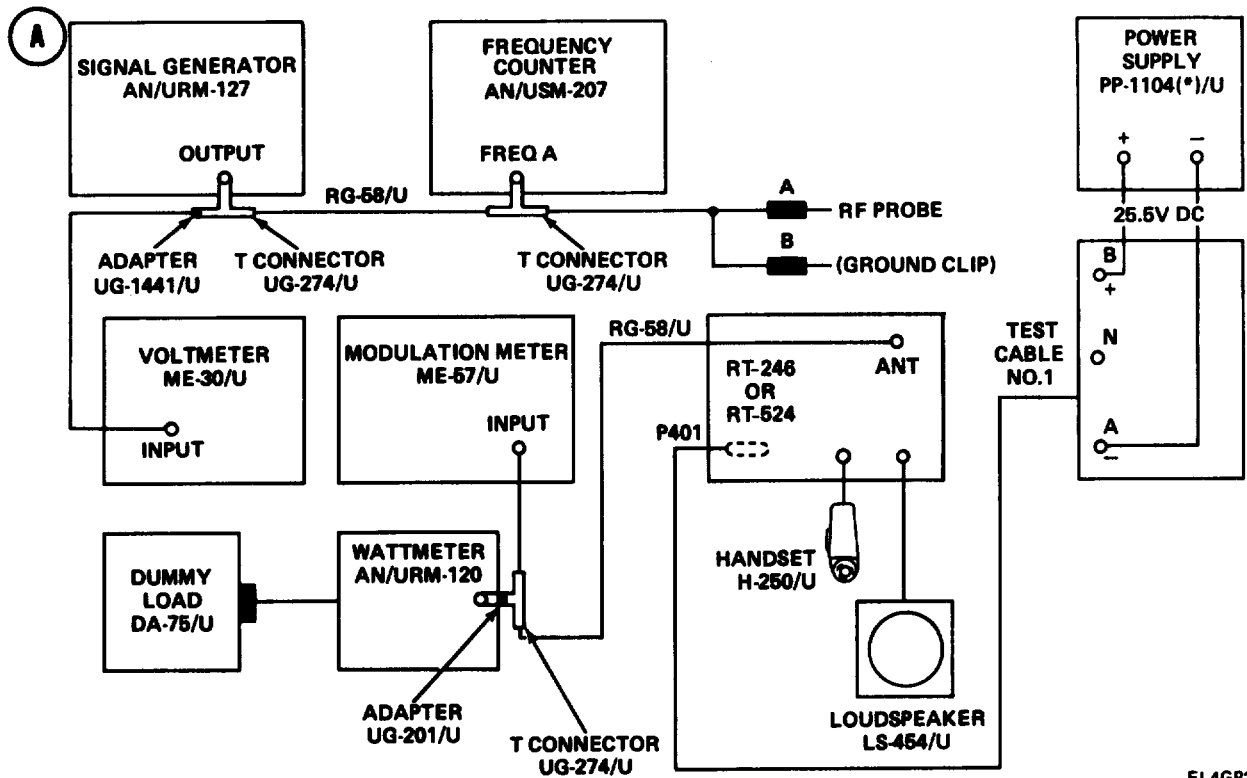 A
SIGNAL GENERATOR
AN/URM-127
OUTPUT
FREQUENCY
COUNTER
AN/USM-207
FREQ A
POWER
SUPPLY
PP-1104(*)/U
+
−
25.5V DC
RG-58/U
A
RF PROBE
B
(GROUND CLIP)
ADAPTER
UG-1441/U
T CONNECTOR
UG-274/U
T CONNECTOR
UG-274/U
B
+
N
A
−
TEST
CABLE
NO.1
VOLTMETER
ME-30/U
INPUT
MODULATION METER
ME-57/U
INPUT
RG-58/U
ANT
RT-246
OR
RT-524
P401
HANDSET
H-250/U
LOUDSPEAKER
LS-454/U
DUMMY
LOAD
DA-75/U
WATTMETER
AN/URM-120
ADAPTER
UG-201/U
T CONNECTOR
UG-274/U